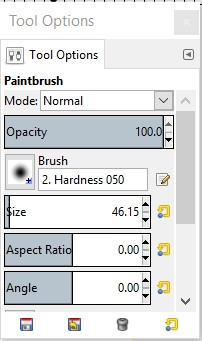 Tool Options
Tool Options
Paintbrush
Mode: Normal
Opacity 100.0
Brush
2. Hardness 050
Size 46.15
Aspect Ratio 0.00
Angle 0.00